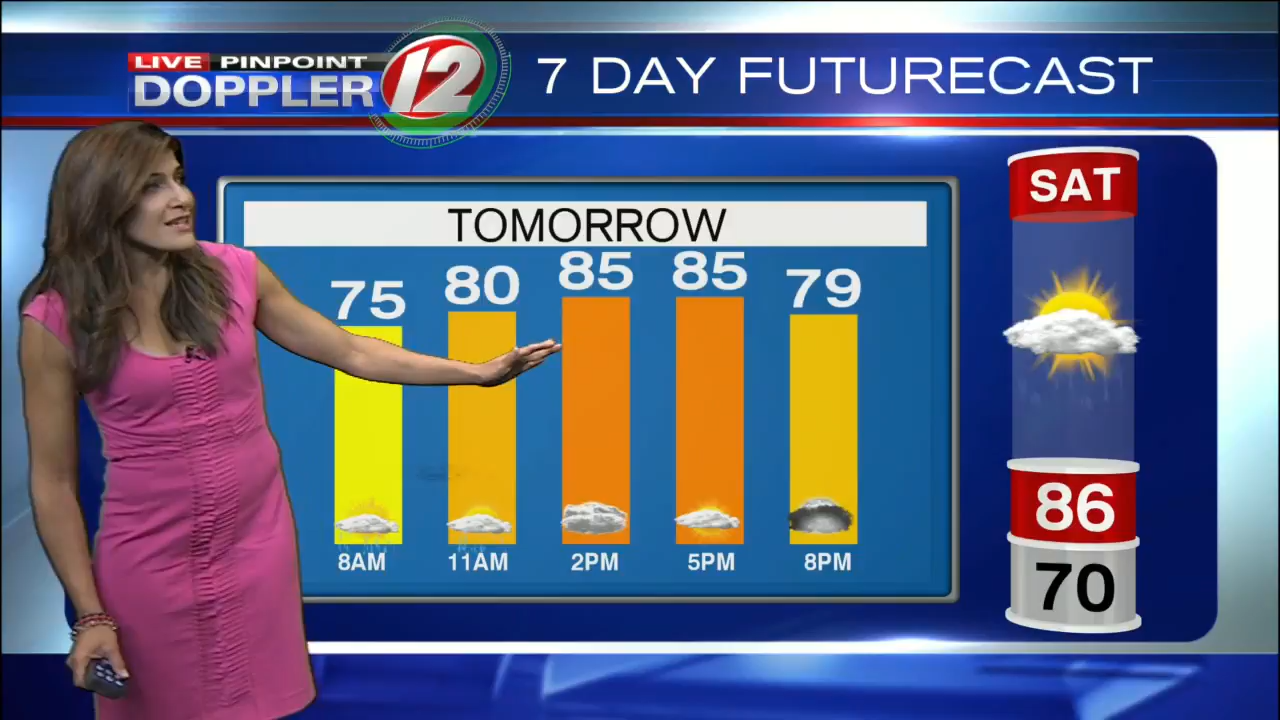 LIVE PINPOINT
DOPPLER 12
7 DAY FUTURECAST
TOMORROW
75 80 85 85 79
8AM 11AM 2PM 5PM 8PM
SAT
86
70